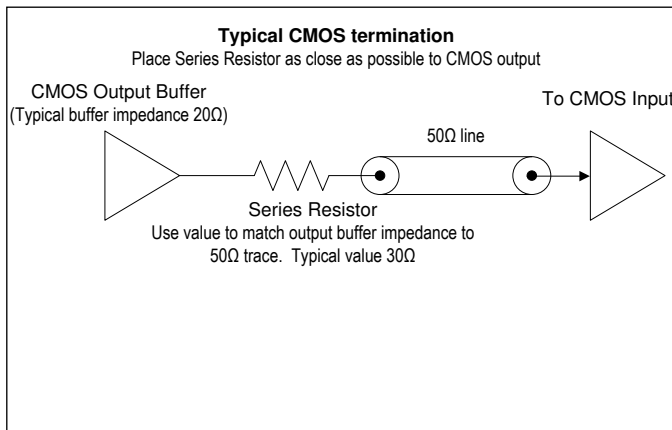 Typical CMOS termination
Place Series Resistor as close as possible to CMOS output
CMOS Output Buffer
(Typical buffer impedance 20Ω)
To CMOS Input
50Ω line
Series Resistor
Use value to match output buffer impedance to
50Ω trace. Typical value 30Ω